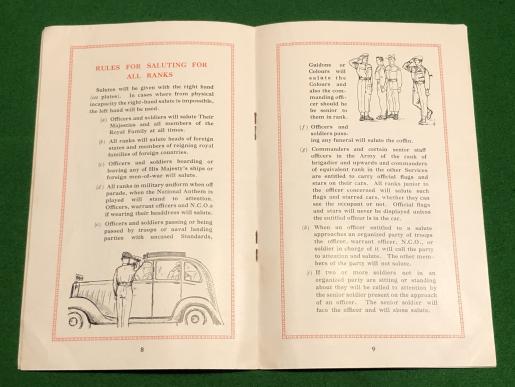 RULES FOR SALUTING FOR
ALL RANKS
Salutes will be given with the right hand
(see plates). In cases where from physical
incapacity the right-hand salute is impossible,
the left hand will be used.
(a) Officers and soldiers will salute Their
Majesties and all members of the
Royal Family at all times.
(b) All ranks will salute heads of foreign
states and members of reigning royal
families of foreign countries.
(c) Officers and soldiers boarding or
leaving any of His Majesty's ships or
foreign men-of-war will salute.
(d) All ranks in military uniform when off
parade, when the National Anthem is
played will stand to attention.
Officers, warrant officers and N.C.O.s
if wearing their headdress will salute.
(e) Officers and soldiers passing or being
passed by troops or naval landing
parties with uncased Standards,
8
Guidons or
Colours will
salute the
Colours and
also the com-
manding offi-
cer should he
be senior to
them in rank.
(f) Officers and
soldiers pass-
ing any funeral will salute the coffin.
(g) Commanders and certain senior staff
officers in the Army of the rank of
brigadier and upwards and commanders
of equivalent rank in the other Services
are entitled to carry official flags and
stars on their cars. All ranks junior to
the officer concerned will salute such
flags and starred cars, whether they can
see the occupant or not. Official flags
and stars will never be displayed unless
the entitled officer is in the car.
(h) When an officer entitled to a salute
approaches an organized party of troops
the officer, warrant officer, N.C.O., or
soldier in charge of it will call the party
to attention and salute. The other mem-
bers of the party will not salute.
(i) If two or more soldiers not in an
organized party are sitting or standing
about they will be called to attention by
the senior soldier present on the approach
of an officer. The senior soldier will
face the officer and will alone salute.
9